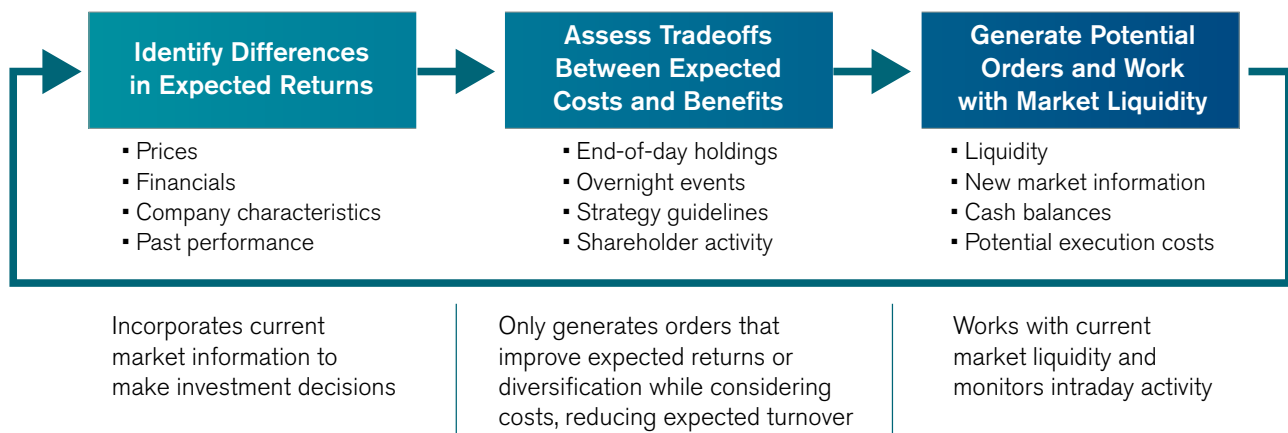 Identify Differences
in Expected Returns
▪ Prices
▪ Financials
▪ Company characteristics
▪ Past performance
Incorporates current
market information to
make investment decisions
Assess Tradeoffs
Between Expected
Costs and Benefits
▪ End-of-day holdings
▪ Overnight events
▪ Strategy guidelines
▪ Shareholder activity
Only generates orders that
improve expected returns or
diversification while considering
costs, reducing expected turnover
Generate Potential
Orders and Work
with Market Liquidity
▪ Liquidity
▪ New market information
▪ Cash balances
▪ Potential execution costs
Works with current
market liquidity and
monitors intraday activity